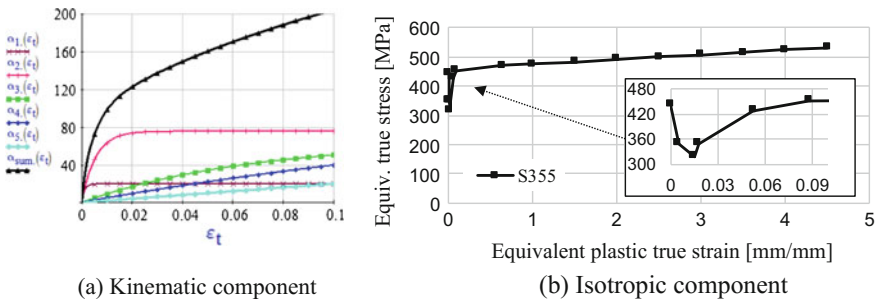 200
160
120
80
40
α₁.(εₜ)
α₂.(εₜ)
α₃.(εₜ)
α₄.(εₜ)
α₅.(εₜ)
αsum.(εₜ)
0 0.02 0.04 0.06 0.08 0.1
εₜ
(a) Kinematic component
Equiv. true stress [MPa]
600
500
400
300
200
100
0
S355
480
420
360
300
0 0.03 0.06 0.09
0 1 2 3 4 5
Equivalent plastic true strain [mm/mm]
(b) Isotropic component